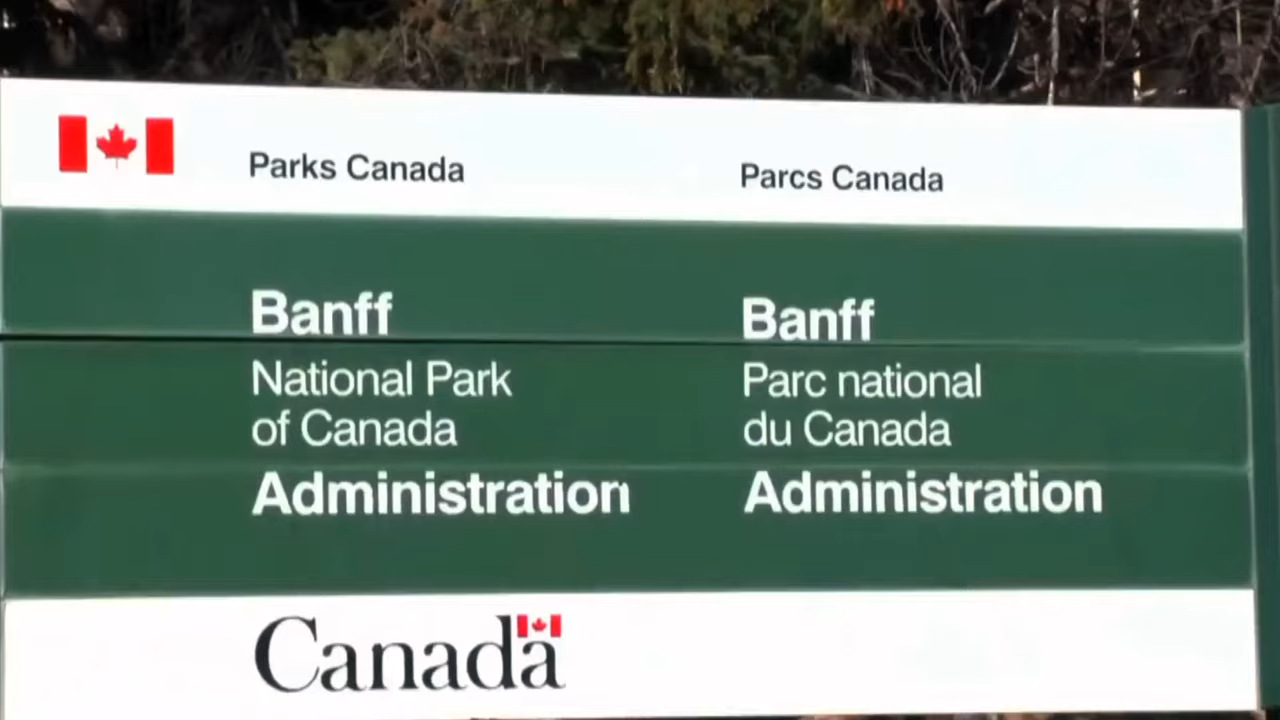 Parks Canada
Parcs Canada
Banff
National Park
of Canada
Administration
Banff
Parc national
du Canada
Administration
Canada